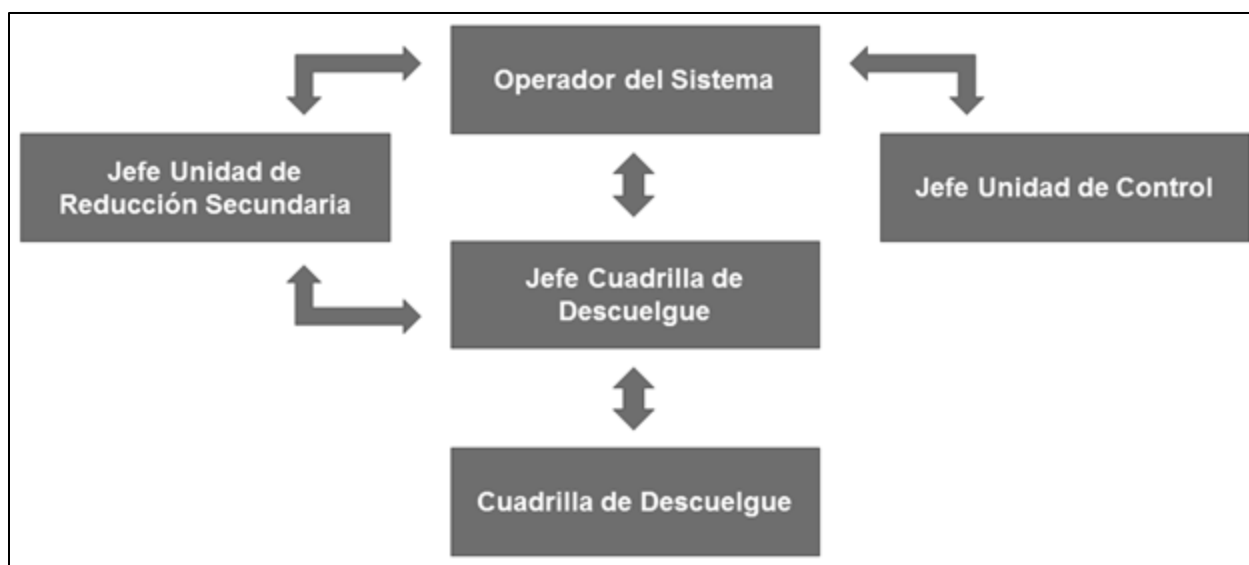 Operador del Sistema
Jefe Unidad de
Reducción Secundaria
Jefe Unidad de Control
Jefe Cuadrilla de
Descuelgue
Cuadrilla de Descuelgue